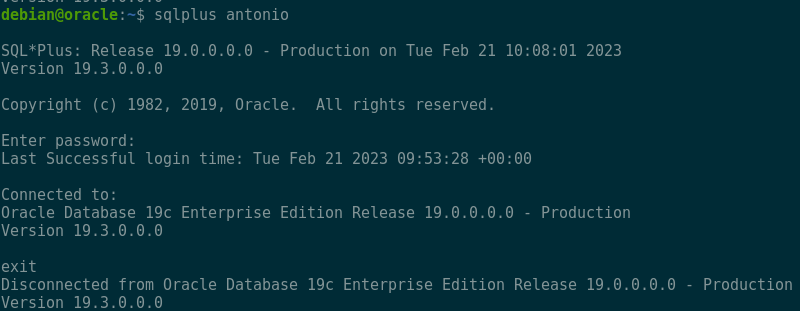 debian@oracle:~$ sqlplus antonio
SQL*Plus: Release 19.0.0.0.0 - Production on Tue Feb 21 10:08:01 2023
Version 19.3.0.0.0
Copyright (c) 1982, 2019, Oracle.  All rights reserved.
Enter password:
Last Successful login time: Tue Feb 21 2023 09:53:28 +00:00
Connected to:
Oracle Database 19c Enterprise Edition Release 19.0.0.0.0 - Production
Version 19.3.0.0.0
exit
Disconnected from Oracle Database 19c Enterprise Edition Release 19.0.0.0.0 - Production
Version 19.3.0.0.0